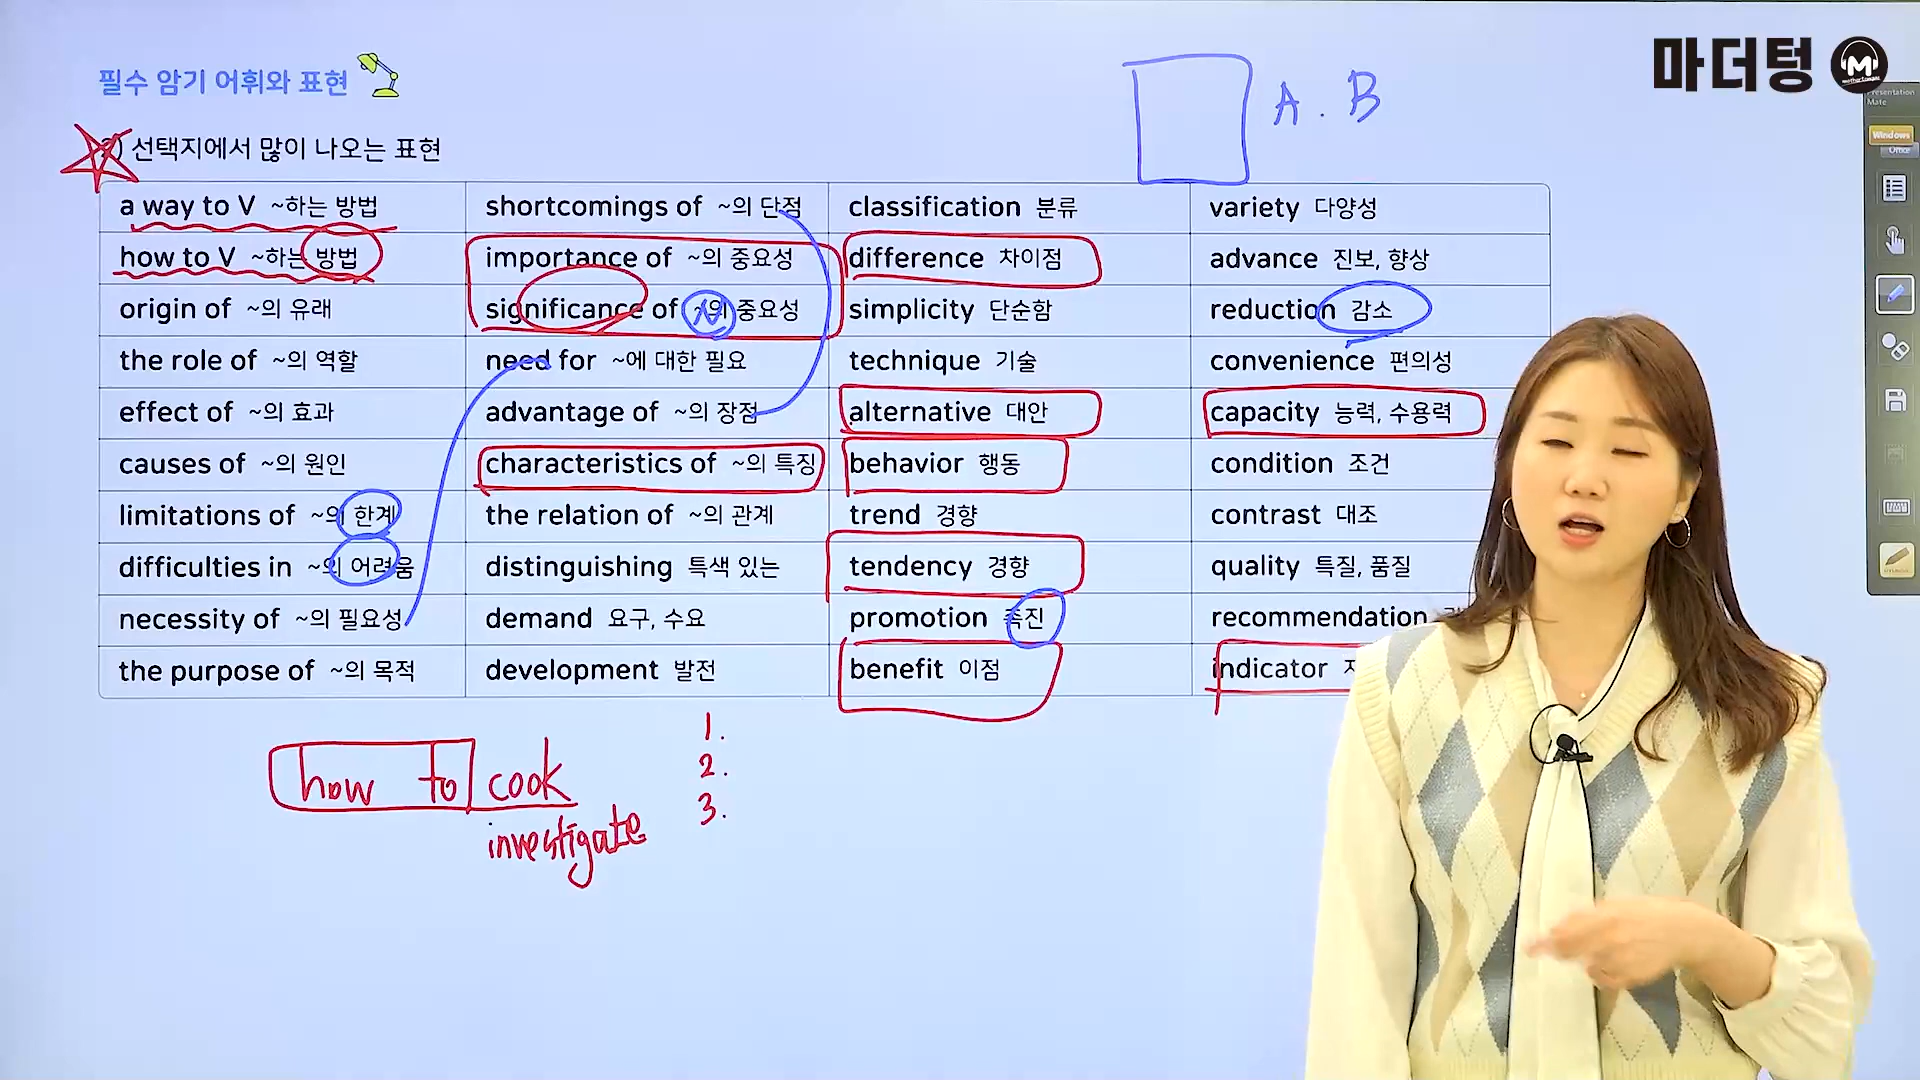 마더텅
M
Presentation
Mate
Windows
Office
필수 암기 어휘와 표현
A. B
선택지에서 많이 나오는 표현
a way to V ~하는 방법 shortcomings of ~의 단점 classification 분류 variety 다양성
how to V ~하는 방법 importance of ~의 중요성 difference 차이점 advance 진보, 향상
origin of ~의 유래 significance of ~의 중요성 simplicity 단순함 reduction 감소
N
the role of ~의 역할 need for ~에 대한 필요 technique 기술 convenience 편의성
effect of ~의 효과 advantage of ~의 장점 alternative 대안 capacity 능력, 수용력
causes of ~의 원인 characteristics of ~의 특징 behavior 행동 condition 조건
limitations of ~의 한계 the relation of ~의 관계 trend 경향 contrast 대조
difficulties in ~의 어려움 distinguishing 특색 있는 tendency 경향 quality 특질, 품질
necessity of ~의 필요성 demand 요구, 수요 promotion 촉진 recommendation
the purpose of ~의 목적 development 발전 benefit 이점 indicator
1.
2.
3.
how to cook
investigate